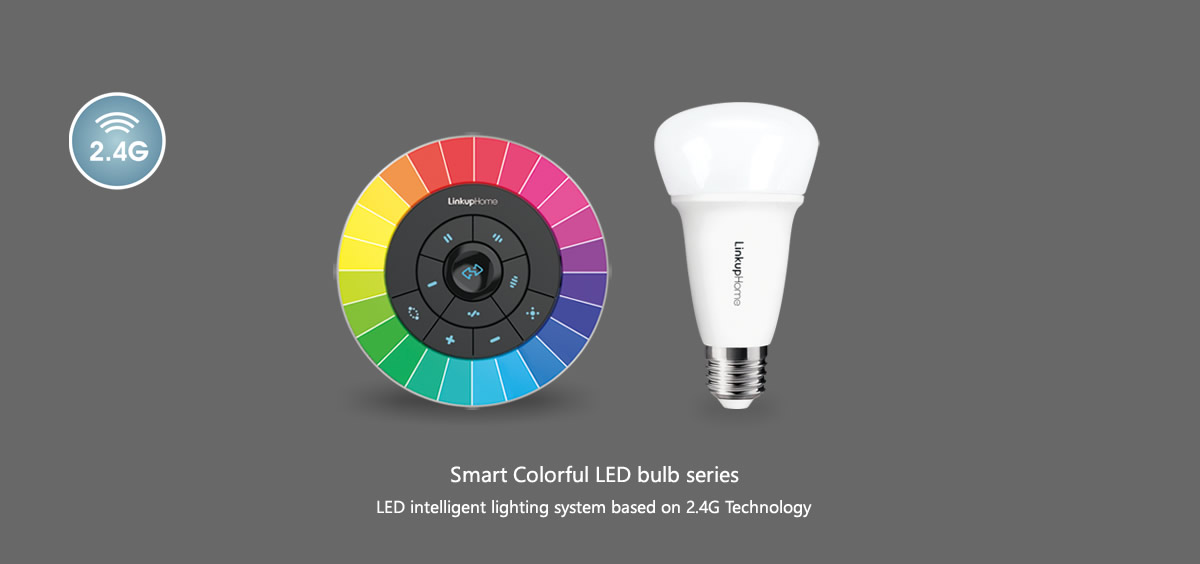 2.4G
LinkupHome
LinkupHome
Smart Colorful LED bulb series
LED intelligent lighting system based on 2.4G Technology